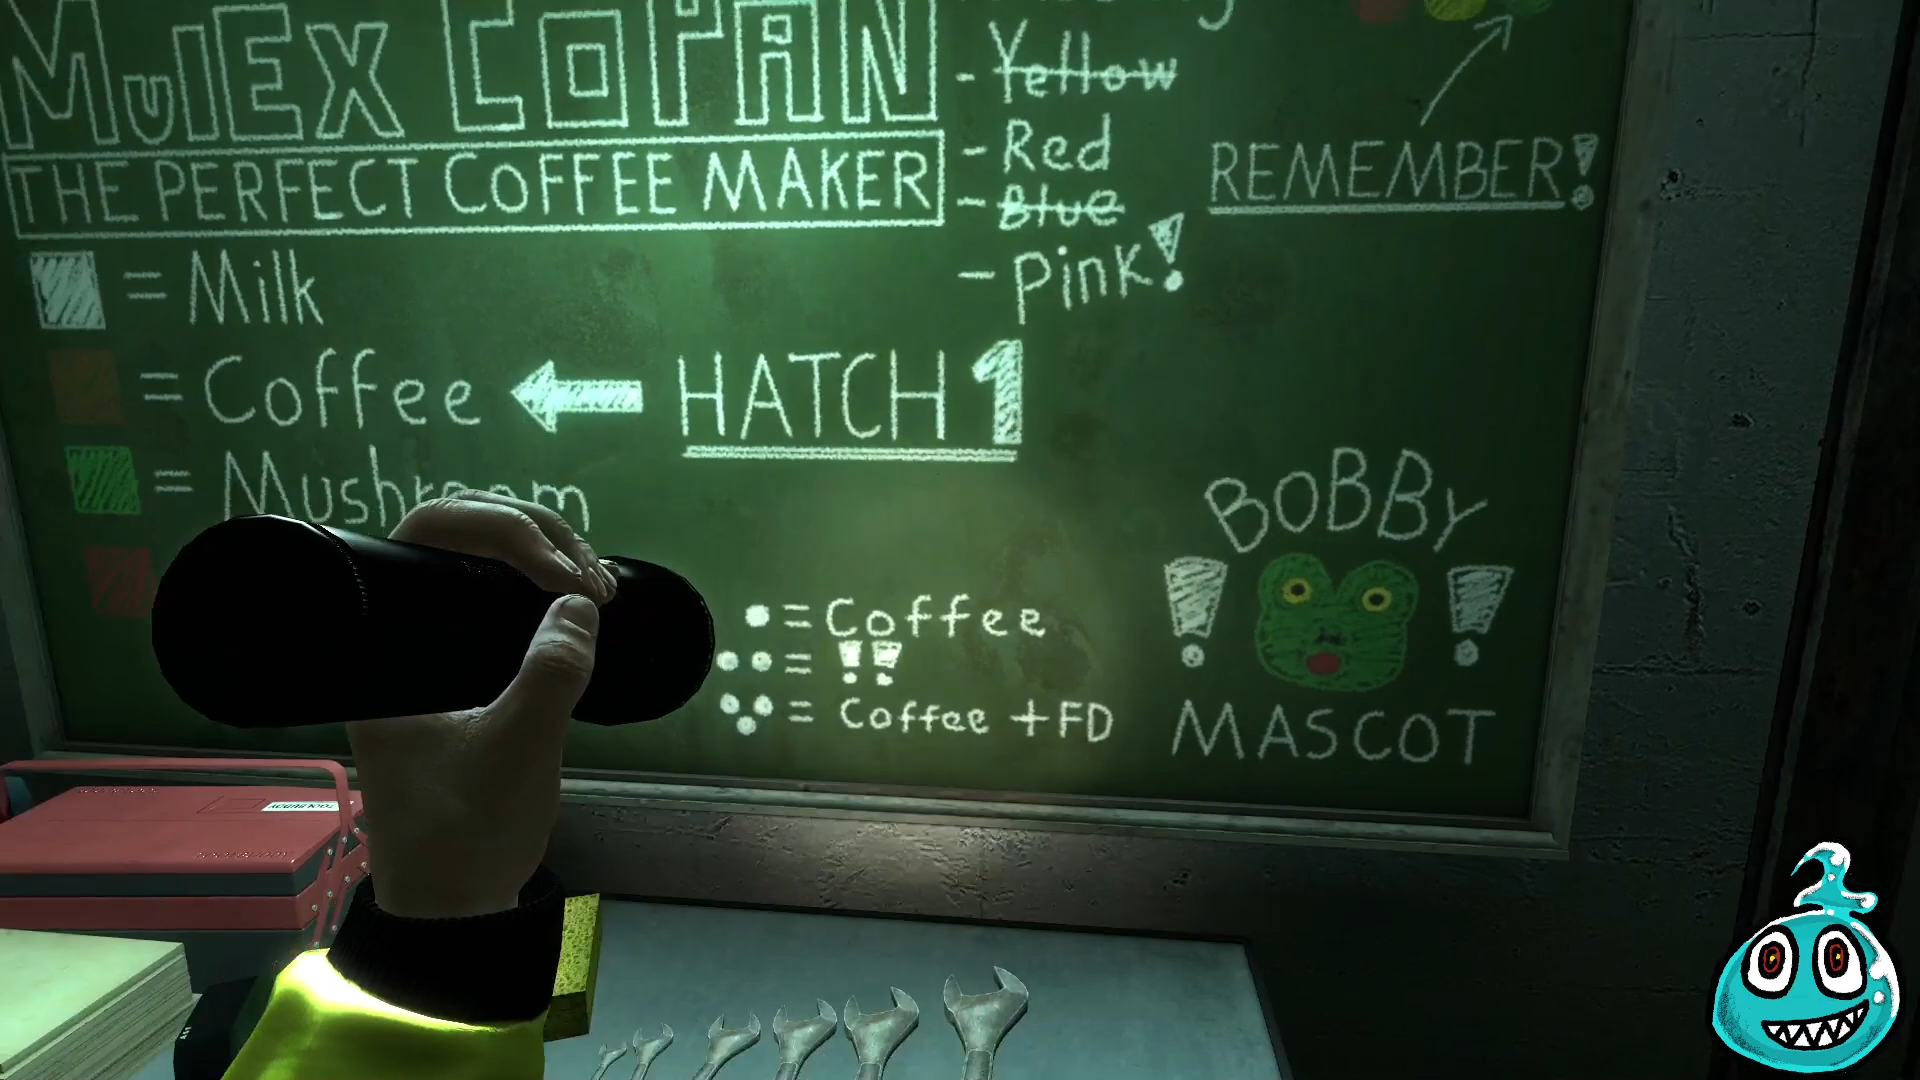 MulEX COPAN
THE PERFECT COFFEE MAKER
= Milk
= Coffee
HATCH 1
= Mushroom
- Yellow
- Red
- Blue
- Pink!
REMEMBER!
• = Coffee
•• = !!
••• = Coffee + FD
BOBBY
! !
MASCOT